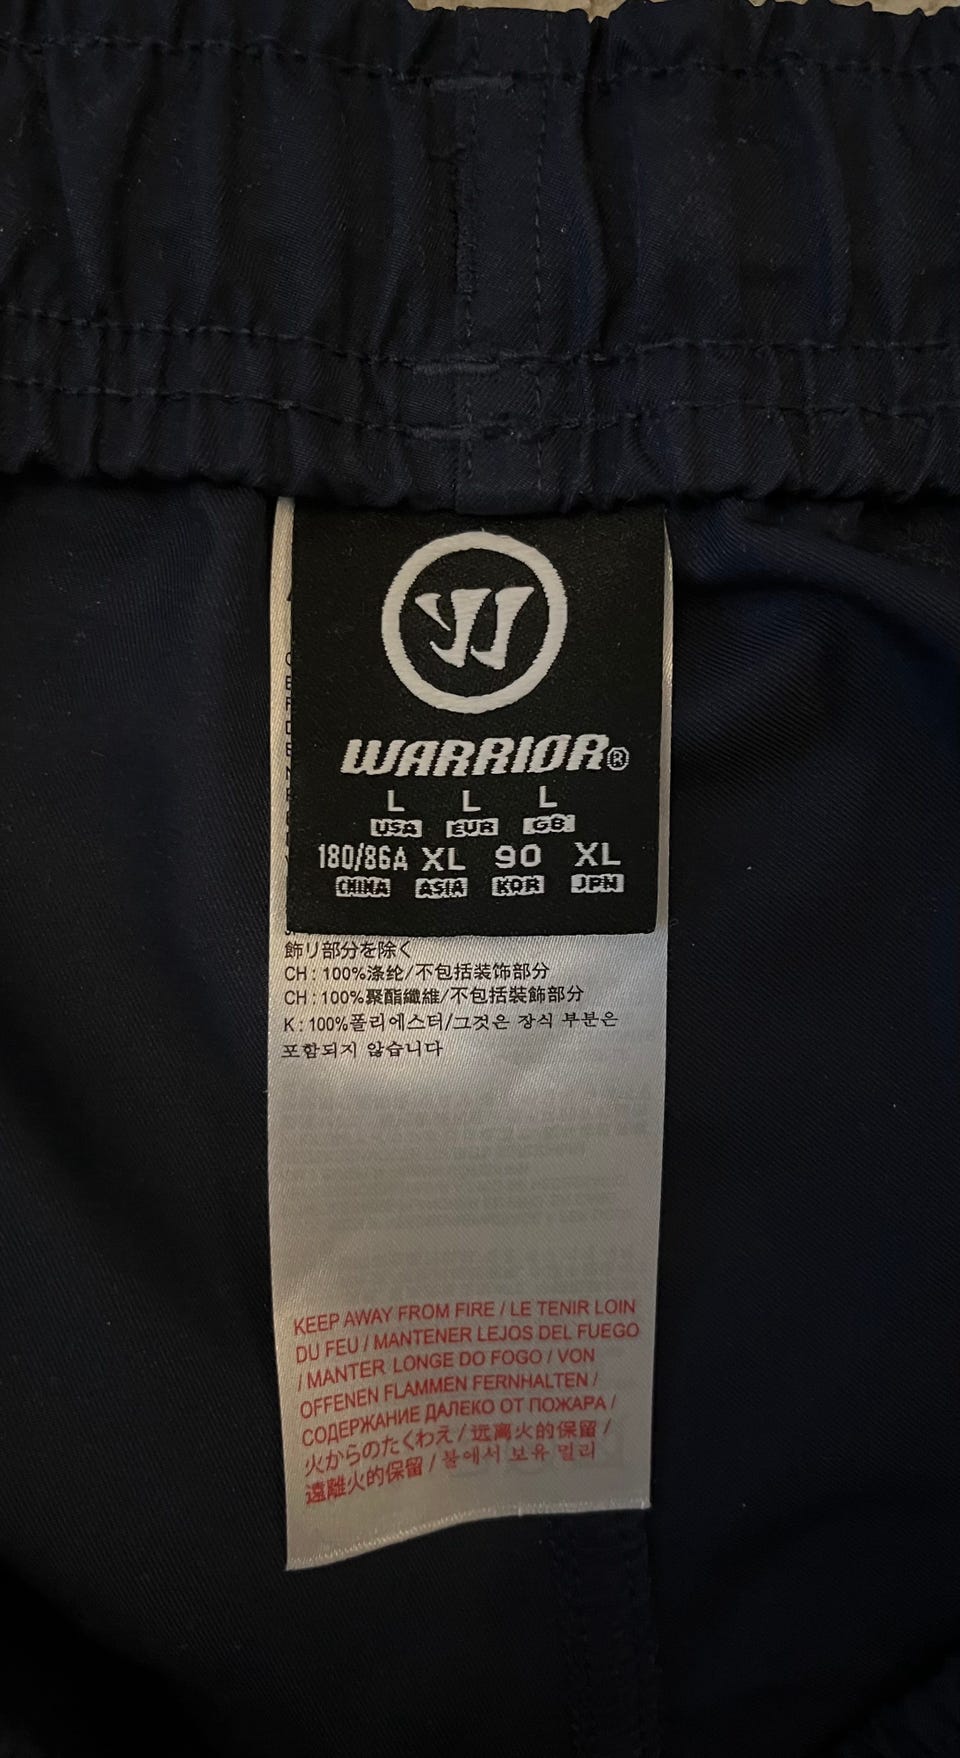 WARRIOR®
L L L
USA EUR GB
180/86A XL 90 XL
CHINA ASIA KOR JPN
飾り部分を除く
CH : 100%涤纶/不包括装饰部分
CH : 100%聚酯纖維/不包括裝飾部分
K : 100%폴리에스터/그것은 장식 부분은
포함되지 않습니다
KEEP AWAY FROM FIRE / LE TENIR LOIN
DU FEU / MANTENER LEJOS DEL FUEGO
/ MANTER LONGE DO FOGO / VON
OFFENEN FLAMMEN FERNHALTEN /
СОДЕРЖАНИЕ ДАЛЕКО ОТ ПОЖАРА /
火からのたくわえ / 远离火的保留 /
遠離火的保留 / 불에서 보유 멀리